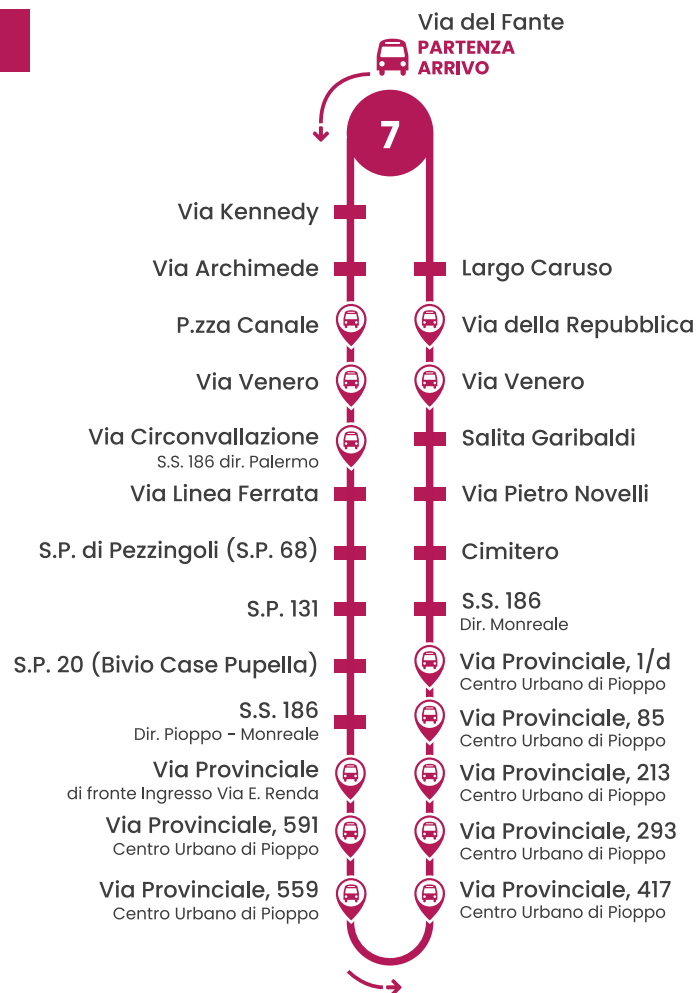 Via del Fante
PARTENZA
ARRIVO
7
Via Kennedy
Via Archimede
P.zza Canale
Via Venero
Via Circonvallazione
S.S. 186 dir. Palermo
Via Linea Ferrata
S.P. di Pezzingoli (S.P. 68)
S.P. 131
S.P. 20 (Bivio Case Pupella)
S.S. 186
Dir. Pioppo - Monreale
Via Provinciale
di fronte Ingresso Via E. Renda
Via Provinciale, 591
Centro Urbano di Pioppo
Via Provinciale, 559
Centro Urbano di Pioppo
Largo Caruso
Via della Repubblica
Via Venero
Salita Garibaldi
Via Pietro Novelli
Cimitero
S.S. 186
Dir. Monreale
Via Provinciale, 1/d
Centro Urbano di Pioppo
Via Provinciale, 85
Centro Urbano di Pioppo
Via Provinciale, 213
Centro Urbano di Pioppo
Via Provinciale, 293
Centro Urbano di Pioppo
Via Provinciale, 417
Centro Urbano di Pioppo